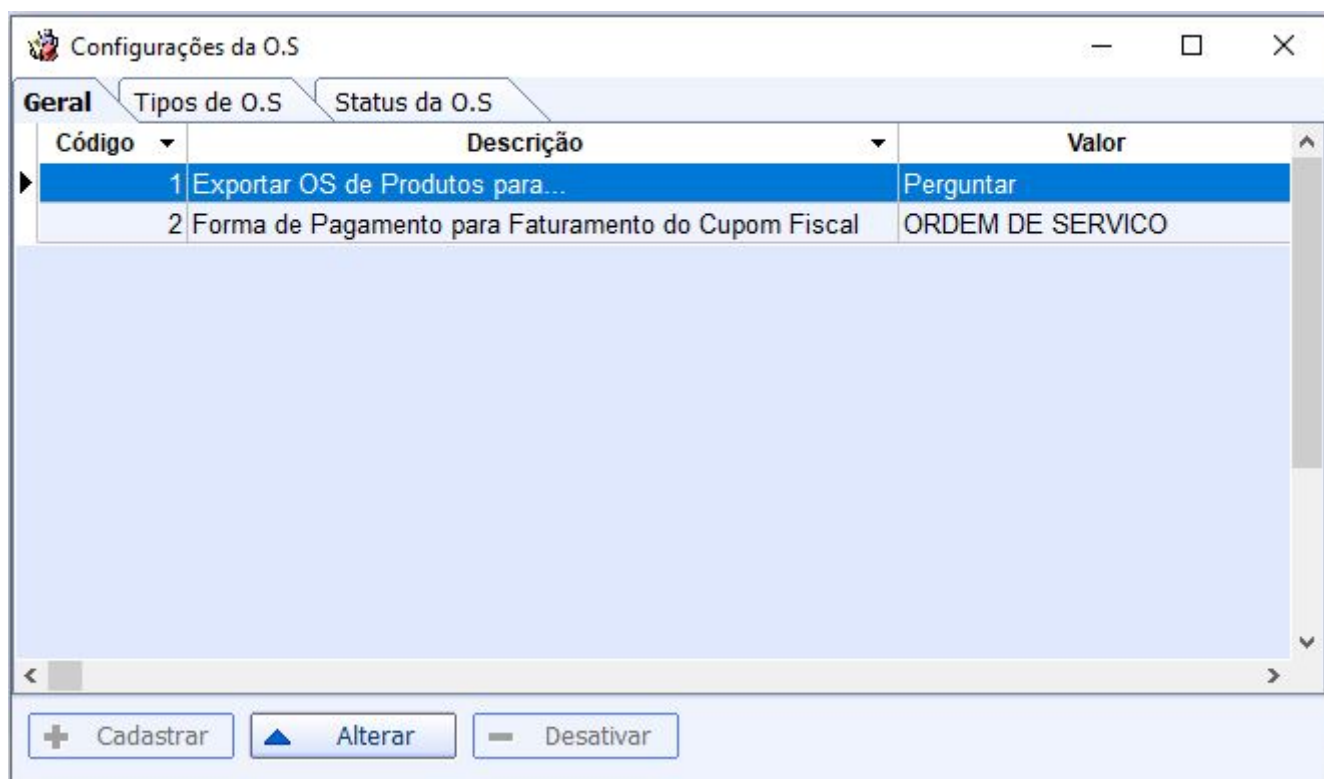 Configurações da O.S
Geral Tipos de O.S Status da O.S
Código Descrição Valor
1 Exportar OS de Produtos para... Perguntar
2 Forma de Pagamento para Faturamento do Cupom Fiscal ORDEM DE SERVICO
Cadastrar Alterar Desativar